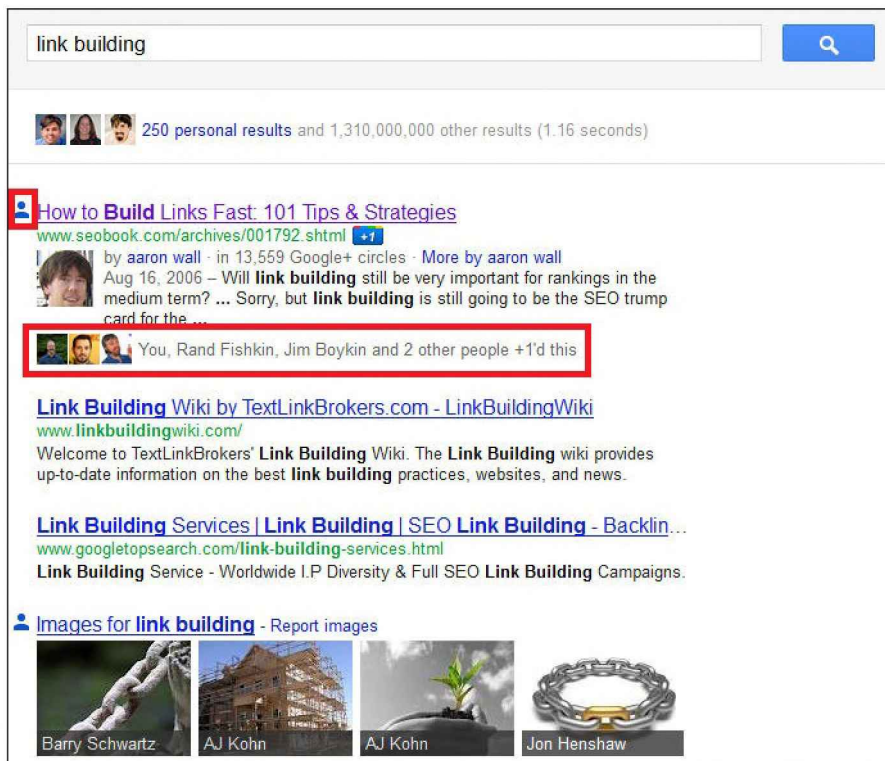 link building
250 personal results and 1,310,000,000 other results (1.16 seconds)
How to Build Links Fast: 101 Tips & Strategies
www.seobook.com/archives/001792.shtml +1
by aaron wall · in 13,559 Google+ circles · More by aaron wall
Aug 16, 2006 – Will link building still be very important for rankings in the
medium term? ... Sorry, but link building is still going to be the SEO trump
card for the ...
You, Rand Fishkin, Jim Boykin and 2 other people +1'd this
Link Building Wiki by TextLinkBrokers.com - LinkBuildingWiki
www.linkbuildingwiki.com/
Welcome to TextLinkBrokers' Link Building Wiki. The Link Building wiki provides
up-to-date information on the best link building practices, websites, and news.
Link Building Services | Link Building | SEO Link Building - Backlin...
www.googletopsearch.com/link-building-services.html
Link Building Service - Worldwide I.P Diversity & Full SEO Link Building Campaigns.
Images for link building - Report images
Barry Schwartz AJ Kohn AJ Kohn Jon Henshaw